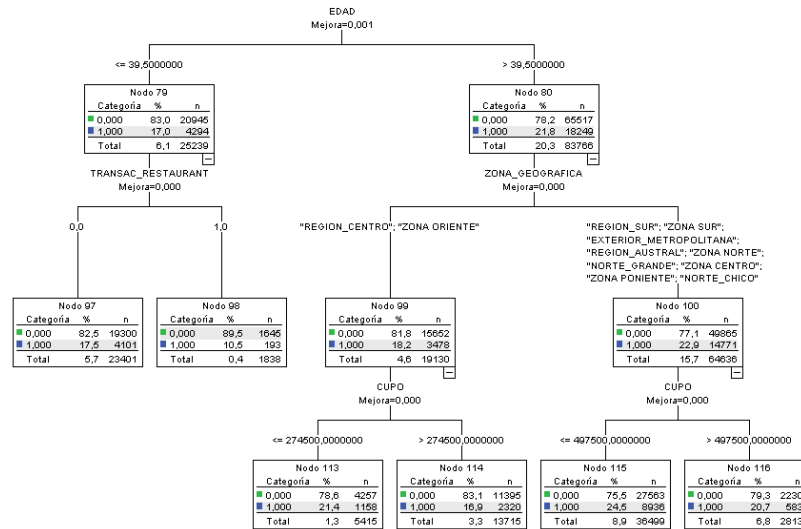 EDAD
Mejora=0,001
<= 39,5000000
> 39,5000000
Nodo 79
Categoría % n
0,000 83,0 20945
1,000 17,0 4294
Total 6,1 25239
Nodo 80
Categoría % n
0,000 78,2 65517
1,000 21,8 18249
Total 20,3 83766
TRANSAC_RESTAURANT
Mejora=0,000
ZONA_GEOGRAFICA
Mejora=0,000
0,0
1,0
"REGION_CENTRO"; "ZONA ORIENTE"
"REGION_SUR"; "ZONA SUR";
"EXTERIOR_METROPOLITANA";
"REGION_AUSTRAL"; "ZONA NORTE";
"NORTE_GRANDE"; "ZONA CENTRO";
"ZONA PONIENTE"; "NORTE_CHICO"
Nodo 97
Categoría % n
0,000 82,5 19300
1,000 17,5 4101
Total 5,7 23401
Nodo 98
Categoría % n
0,000 89,5 1645
1,000 10,5 193
Total 0,4 1838
Nodo 99
Categoría % n
0,000 81,8 15652
1,000 18,2 3478
Total 4,6 19130
Nodo 100
Categoría % n
0,000 77,1 49865
1,000 22,9 14771
Total 15,7 64636
CUPO
Mejora=0,000
CUPO
Mejora=0,000
<= 274500,0000000
> 274500,0000000
<= 497500,0000000
> 497500,0000000
Nodo 113
Categoría % n
0,000 78,6 4257
1,000 21,4 1158
Total 1,3 5415
Nodo 114
Categoría % n
0,000 83,1 11395
1,000 16,9 2320
Total 3,3 13715
Nodo 115
Categoría % n
0,000 75,5 27563
1,000 24,5 8936
Total 8,9 36499
Nodo 116
Categoría %
0,000 79,3 2230
1,000 20,7 583
Total 6,8 2813